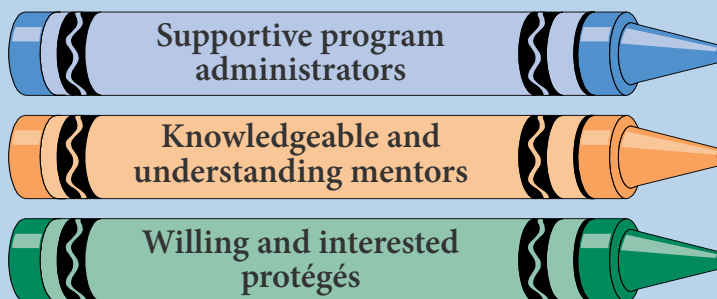 Supportive program
administrators
Knowledgeable and
understanding mentors
Willing and interested
protégés